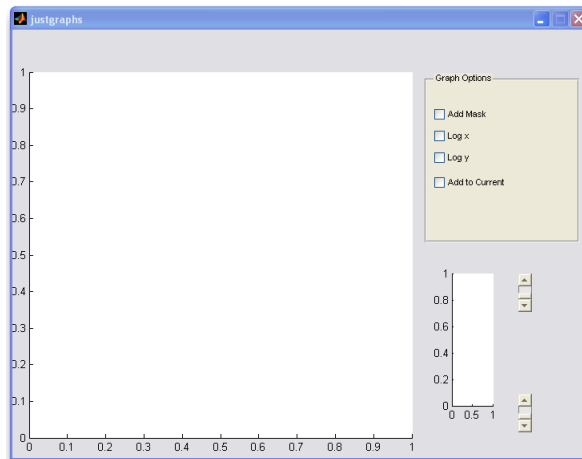 justgraphs
1
0.9
0.8
0.7
0.6
0.5
0.4
0.3
0.2
0.1
0
0 0.1 0.2 0.3 0.4 0.5 0.6 0.7 0.8 0.9 1
Graph Options
Add Mask
Log x
Log y
Add to Current
1
0.8
0.6
0.4
0.2
0
0 0.5 1